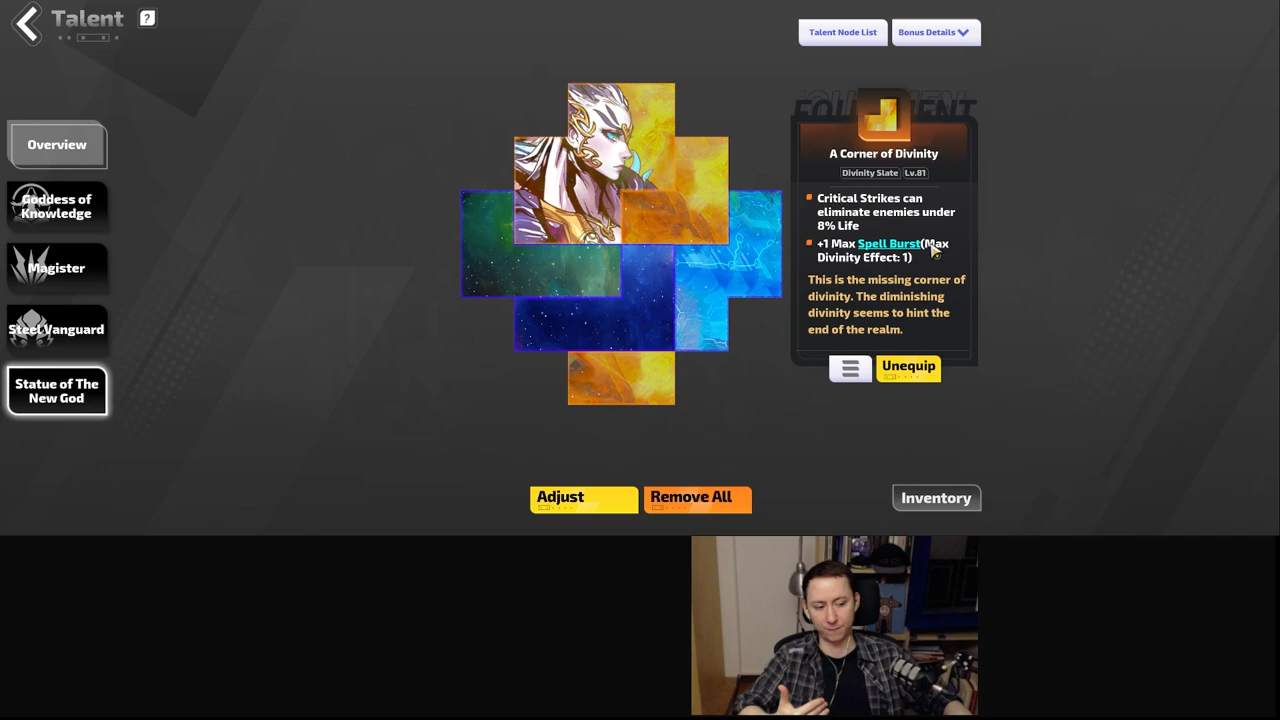 Talent
?
Talent Node List
Bonus Details
Overview
Goddess of
Knowledge
Magister
Steel Vanguard
Statue of The
New God
EQUIPMENT
A Corner of Divinity
Divinity Slate
Lv.81
Critical Strikes can
eliminate enemies under
8% Life
+1 Max Spell Burst(Max
Divinity Effect: 1)
This is the missing corner of
divinity. The diminishing
divinity seems to hint the
end of the realm.
Unequip
Adjust
Remove All
Inventory